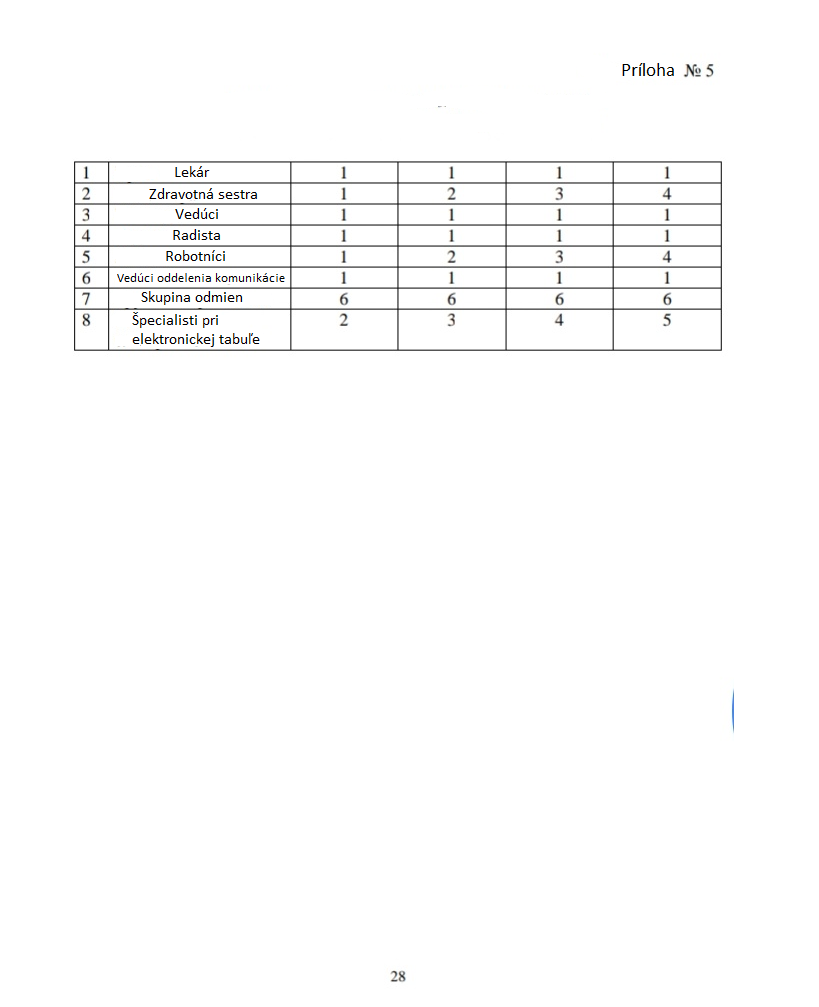 Príloha № 5
1 Lekár 1 1 1 1
2 Zdravotná sestra 1 2 3 4
3 Vedúci 1 1 1 1
4 Radista 1 1 1 1
5 Robotníci 1 2 3 4
6 Vedúci oddelenia komunikácie 1 1 1 1
7 Skupina odmien 6 6 6 6
8 Špecialisti pri 2 3 4 5
elektronickej tabuľe
28